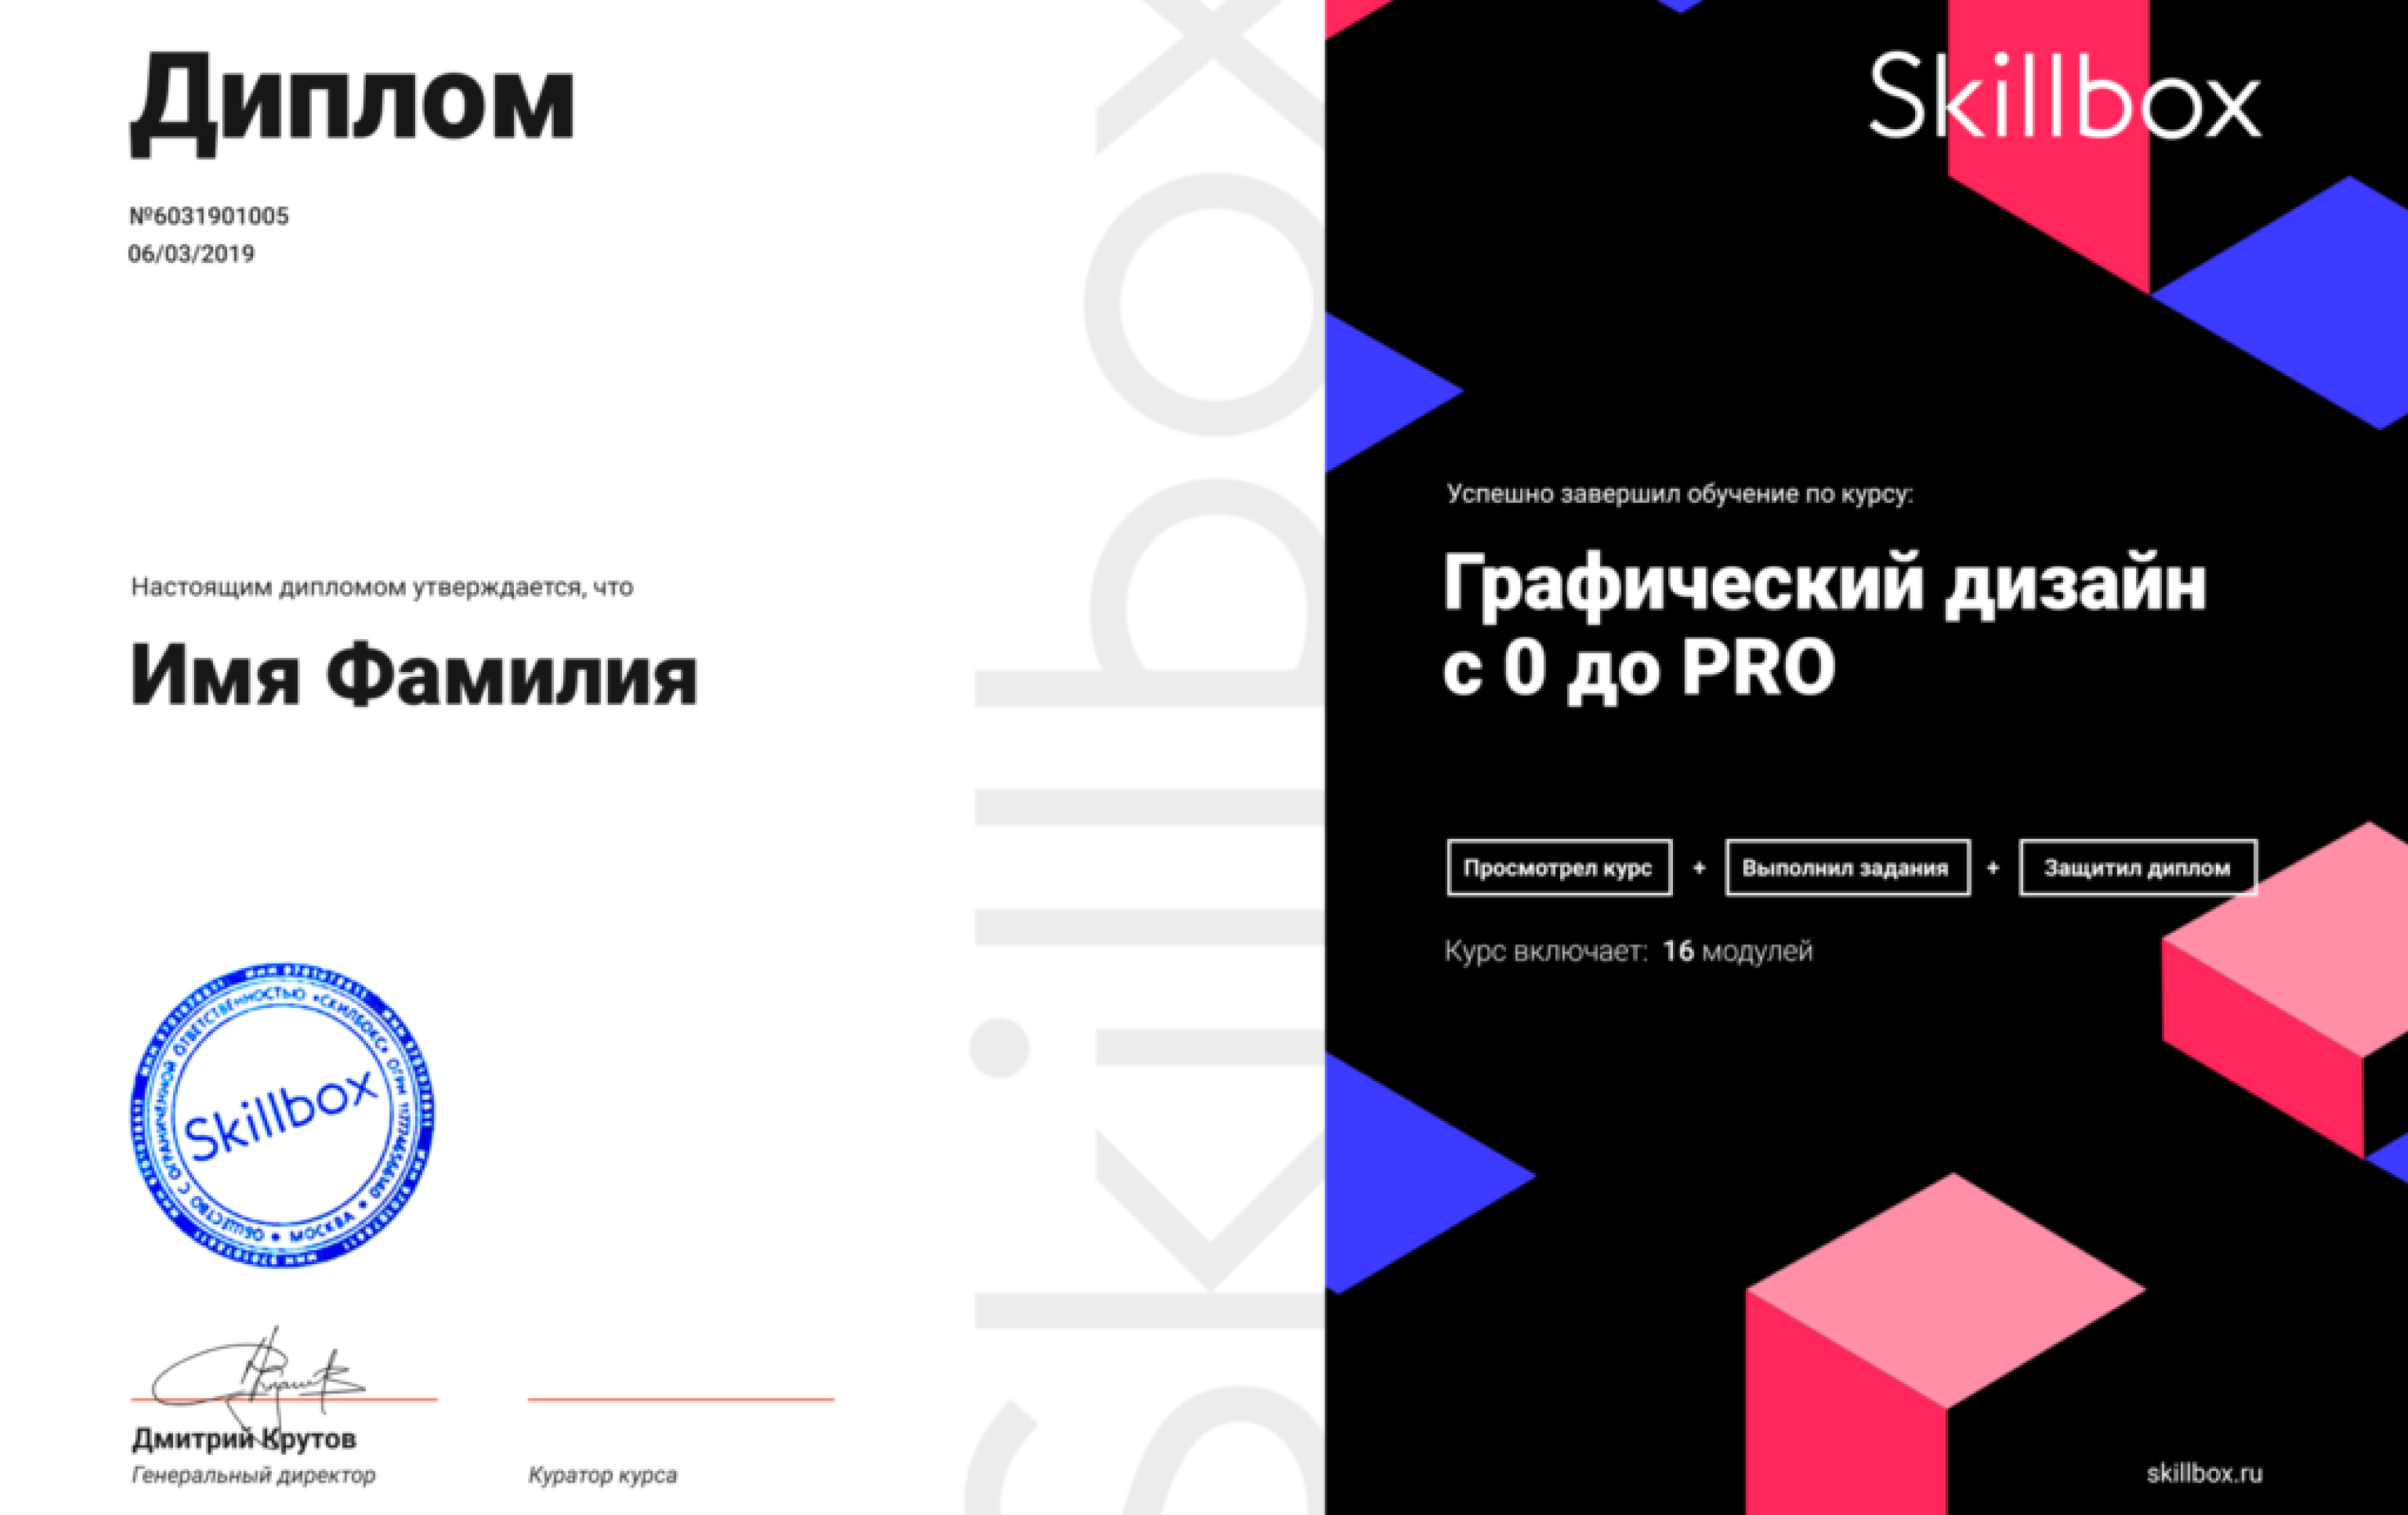 Диплом
№6031901005
06/03/2019
Настоящим дипломом утверждается, что
Имя Фамилия
ОБЩЕСТВО С ОГРАНИЧЕННОЙ ОТВЕТСТВЕННОСТЬЮ «СКИЛБОКС» ОГРН
МОСКВА
Skillbox
Дмитрий Крутов
Генеральный директор
Куратор курса
Skillbox
Skillbox
Успешно завершил обучение по курсу:
Графический дизайн
с 0 до PRO
Просмотрел курс + Выполнил задания + Защитил диплом
Курс включает: 16 модулей
skillbox.ru